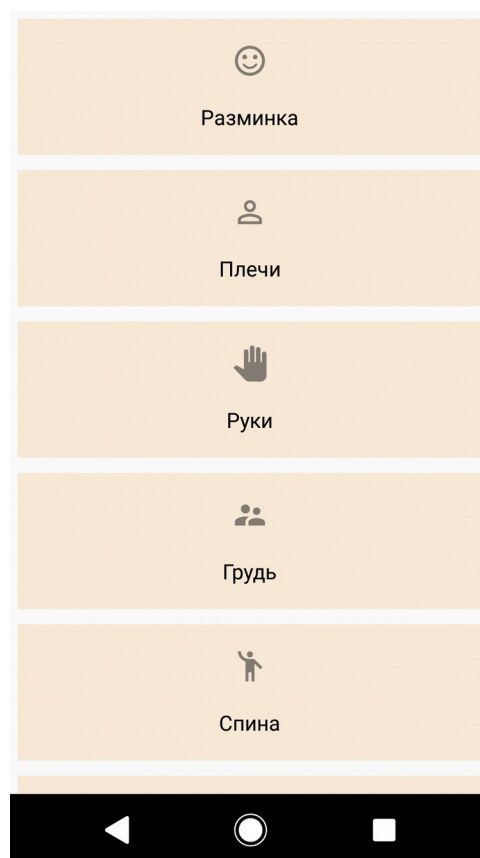 Разминка
Плечи
Руки
Грудь
Спина